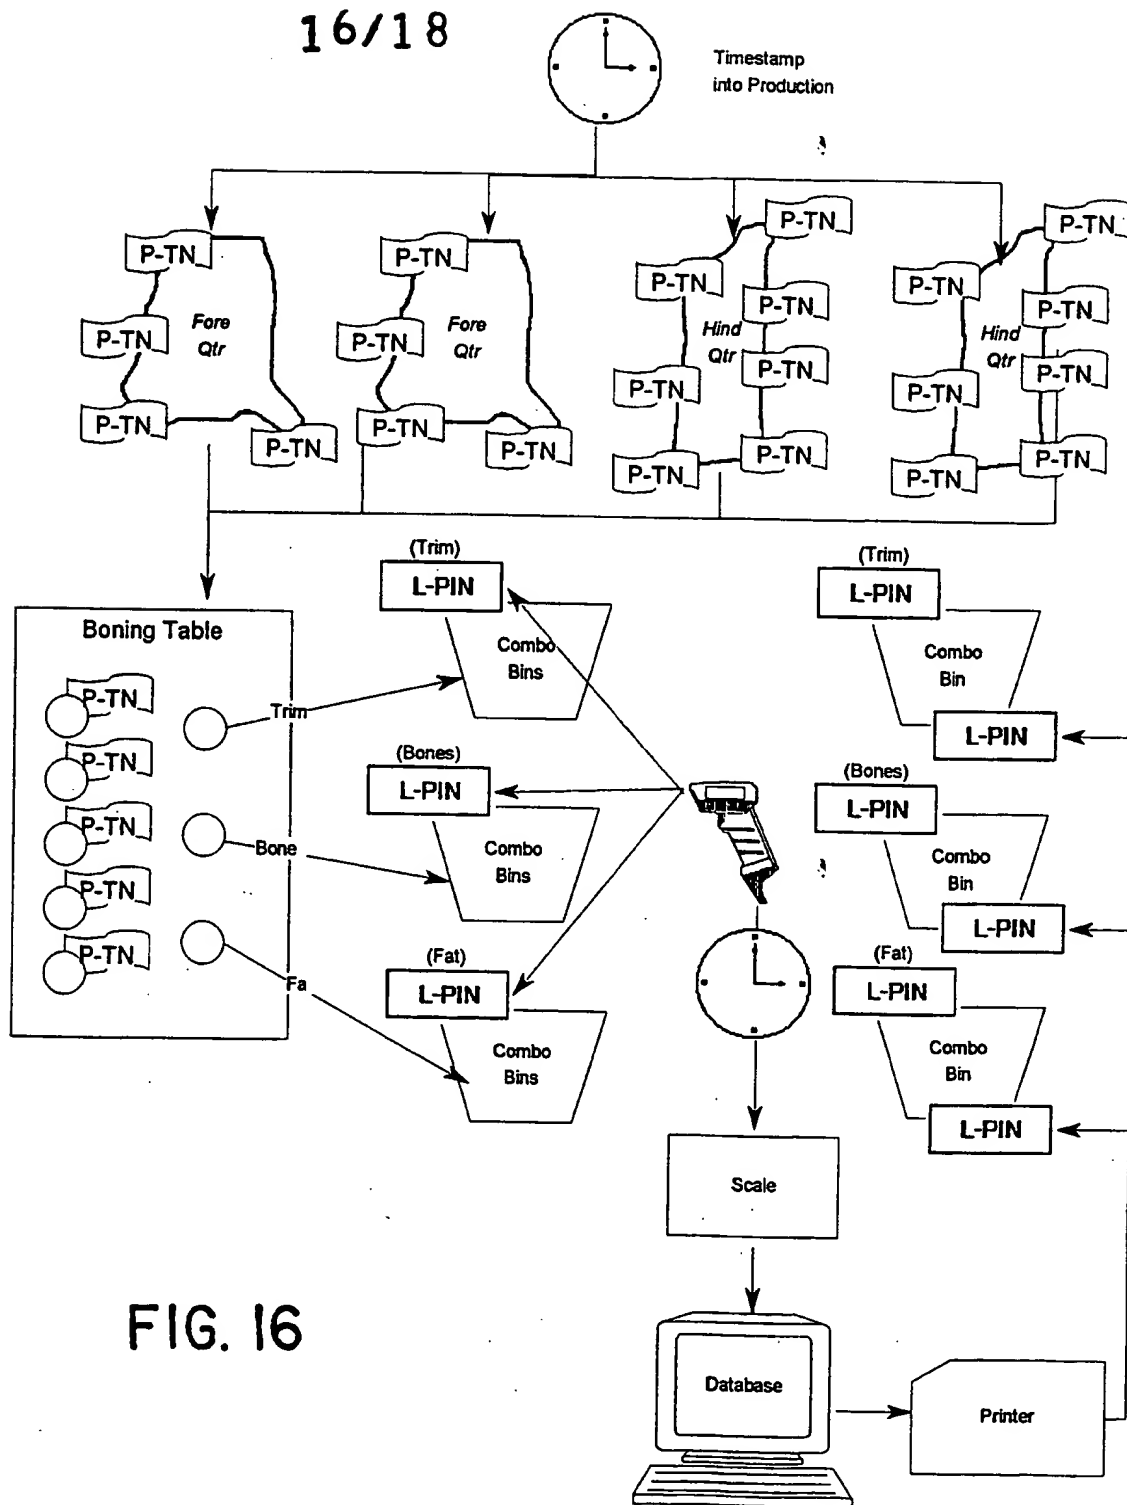 16/18
Timestamp
into Production
P-TN
P-TN
P-TN
P-TN
Fore
Qtr
P-TN
P-TN
P-TN
P-TN
Fore
Qtr
P-TN
P-TN
P-TN
P-TN
P-TN
P-TN
P-TN
Hind
Qtr
P-TN
P-TN
P-TN
P-TN
P-TN
P-TN
P-TN
Hind
Qtr
Boning Table
P-TN
P-TN
P-TN
P-TN
P-TN
Trim
Bone
Fa
(Trim)
L-PIN
Combo
Bins
(Bones)
L-PIN
Combo
Bins
(Fat)
L-PIN
Combo
Bins
(Trim)
L-PIN
Combo
Bin
L-PIN
(Bones)
L-PIN
Combo
Bin
L-PIN
(Fat)
L-PIN
Combo
Bin
L-PIN
Scale
Database
Printer
FIG. 16